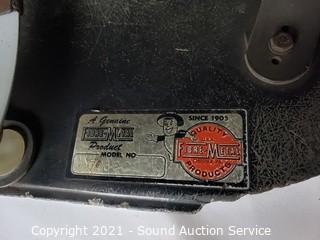 A Genuine
FIBRE-METAL
Product
MODEL NO
SINCE 1905
QUALITY
FIBRE-METAL
PRODUCTS
Copyright 2021 - Sound Auction Service